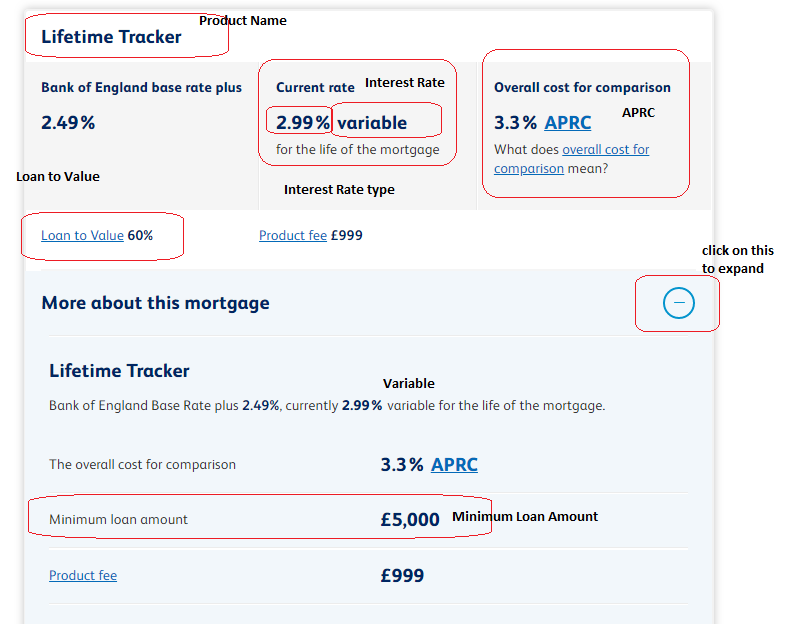 Product Name
Lifetime Tracker
Bank of England base rate plus
2.49%
Current rate
Interest Rate
2.99% variable
for the life of the mortgage
Overall cost for comparison
3.3% APRC
APRC
What does overall cost for
comparison mean?
Loan to Value
Interest Rate type
Loan to Value 60%
Product fee £999
click on this
to expand
More about this mortgage
Lifetime Tracker
Variable
Bank of England Base Rate plus 2.49%, currently 2.99% variable for the life of the mortgage.
The overall cost for comparison
3.3% APRC
Minimum loan amount
£5,000
Minimum Loan Amount
Product fee
£999